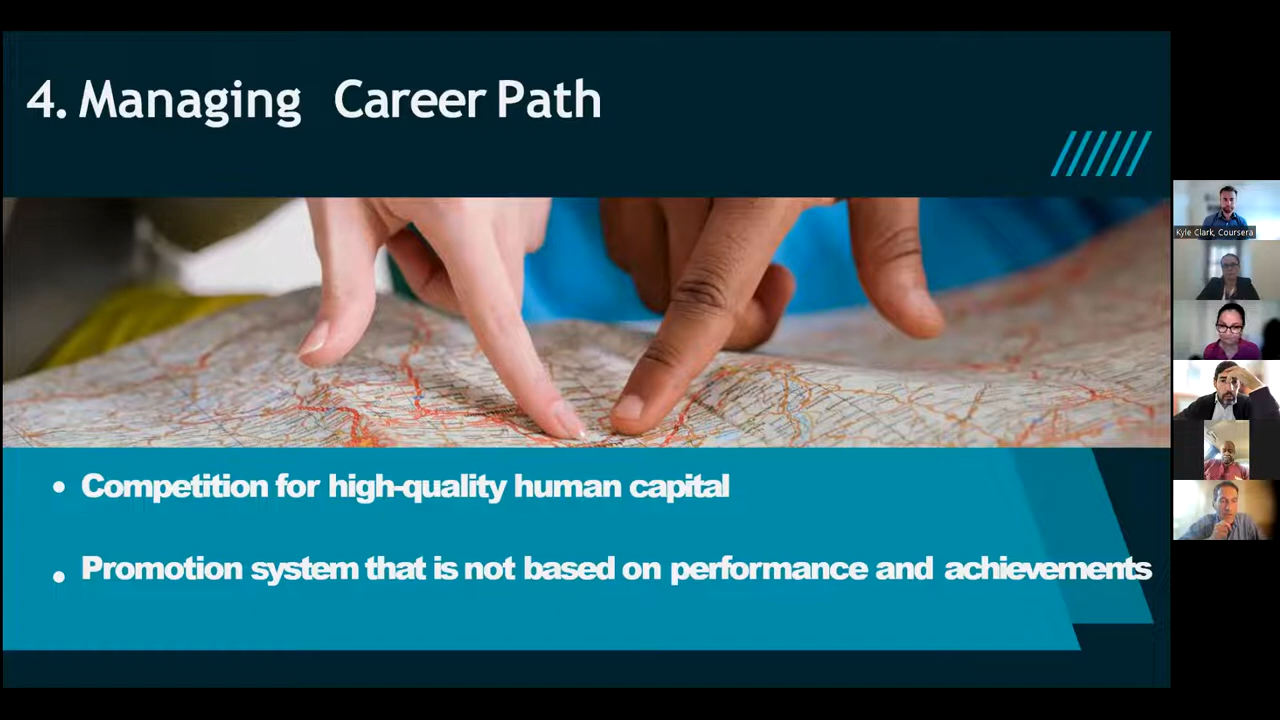 4. Managing Career Path
• Competition for high-quality human capital
• Promotion system that is not based on performance and achievements
Kyle Clark, Coursera